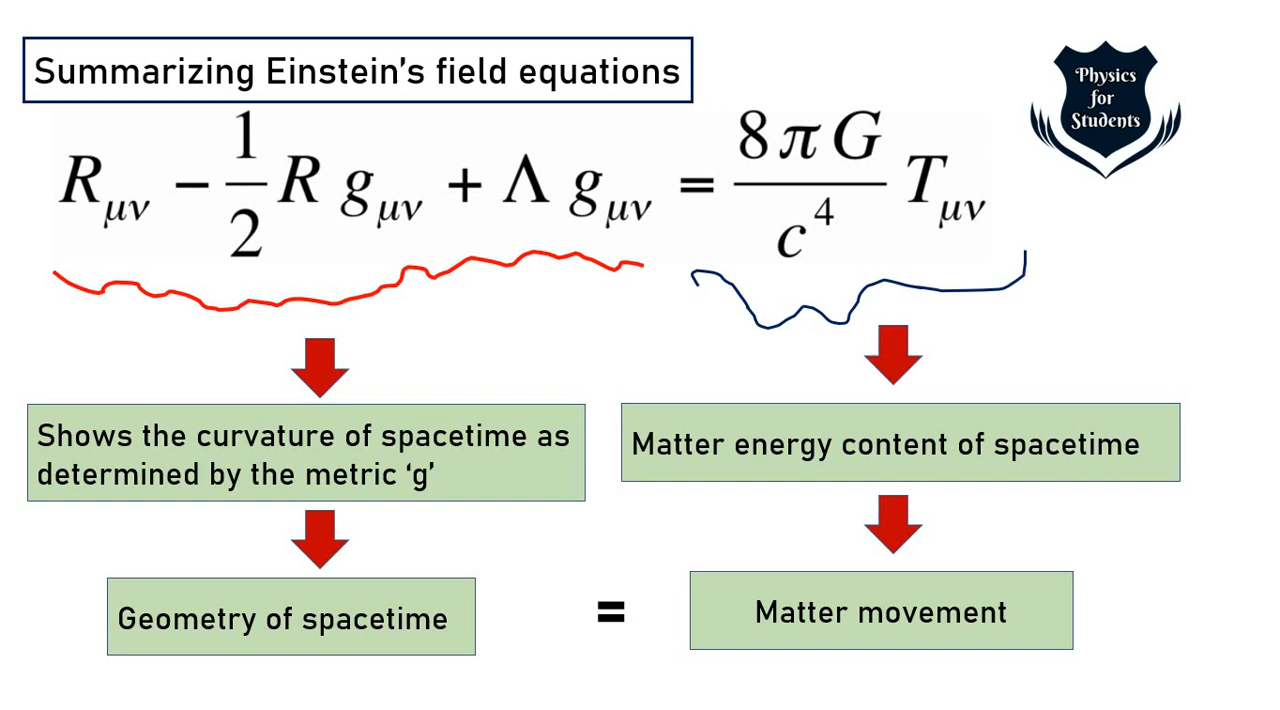 Summarizing Einstein's field equations
Physics
for
Students
R_μν − 1/2 R g_μν + Λ g_μν = 8πG/c^4 T_μν
Shows the curvature of spacetime as
determined by the metric ‘g’
Matter energy content of spacetime
Geometry of spacetime
=
Matter movement